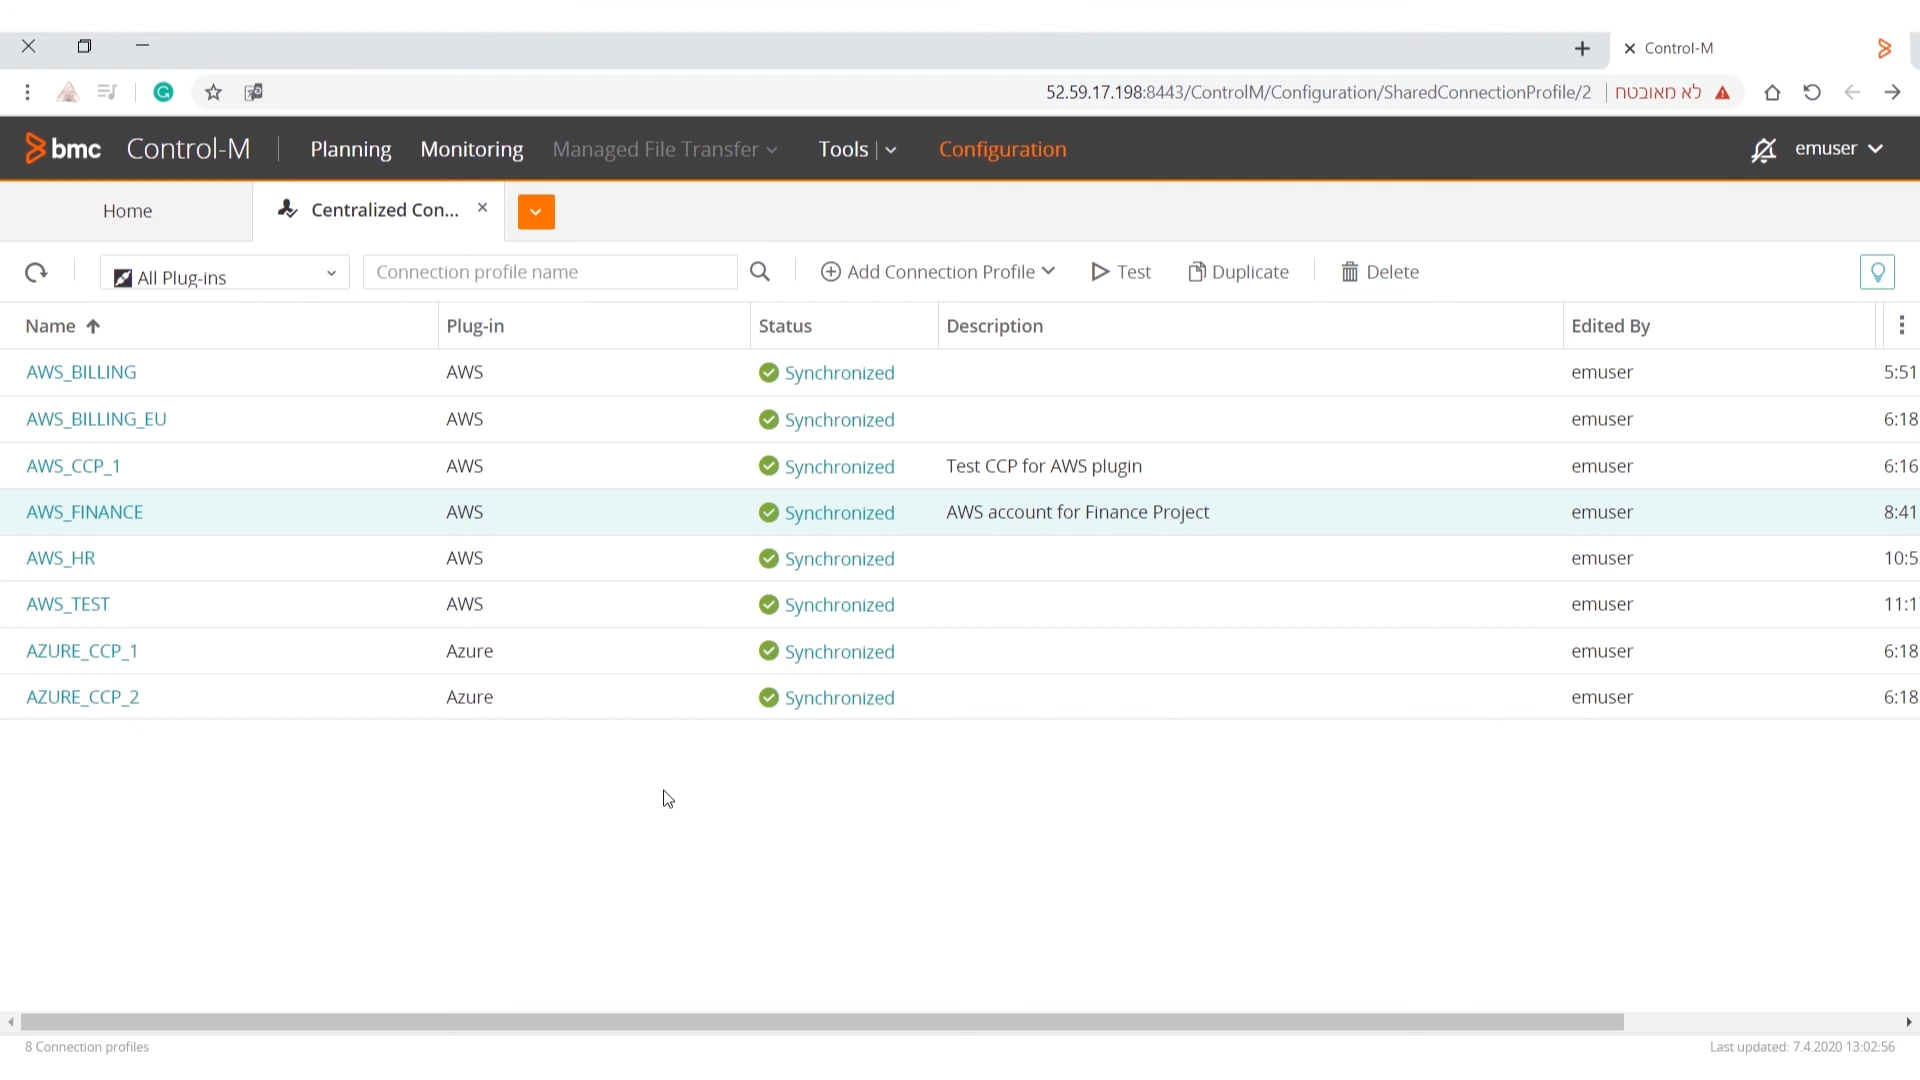 Control-M
52.59.17.198:8443/ControlM/Configuration/SharedConnectionProfile/2 לא מאובטח
bmc Control-M Planning Monitoring Managed File Transfer Tools Configuration emuser
Home Centralized Con...
All Plug-ins Connection profile name Add Connection Profile Test Duplicate Delete
Name Plug-in Status Description Edited By
AWS_BILLING AWS Synchronized emuser 5:51
AWS_BILLING_EU AWS Synchronized emuser 6:18
AWS_CCP_1 AWS Synchronized Test CCP for AWS plugin emuser 6:16
AWS_FINANCE AWS Synchronized AWS account for Finance Project emuser 8:41
AWS_HR AWS Synchronized emuser 10:5
AWS_TEST AWS Synchronized emuser 11:1
AZURE_CCP_1 Azure Synchronized emuser 6:18
AZURE_CCP_2 Azure Synchronized emuser 6:18
8 Connection profiles Last updated: 7.4.2020 13:02:56